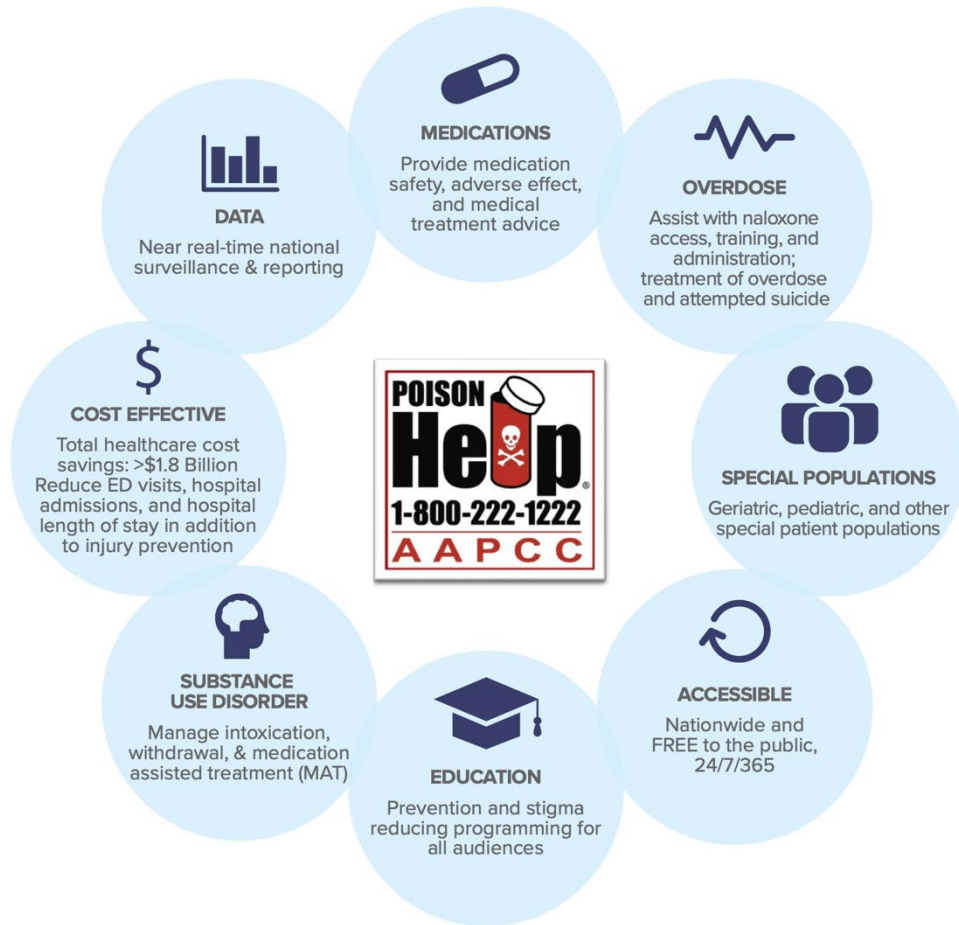 MEDICATIONS
Provide medication
safety, adverse effect,
and medical
treatment advice
OVERDOSE
Assist with naloxone
access, training, and
administration;
treatment of overdose
and attempted suicide
SPECIAL POPULATIONS
Geriatric, pediatric, and other
special patient populations
ACCESSIBLE
Nationwide and
FREE to the public,
24/7/365
EDUCATION
Prevention and stigma
reducing programming for
all audiences
SUBSTANCE
USE DISORDER
Manage intoxication,
withdrawal, & medication
assisted treatment (MAT)
$
COST EFFECTIVE
Total healthcare cost
savings: >$1.8 Billion
Reduce ED visits, hospital
admissions, and hospital
length of stay in addition
to injury prevention
DATA
Near real-time national
surveillance & reporting
POISON
Help®
1-800-222-1222
AAPCC